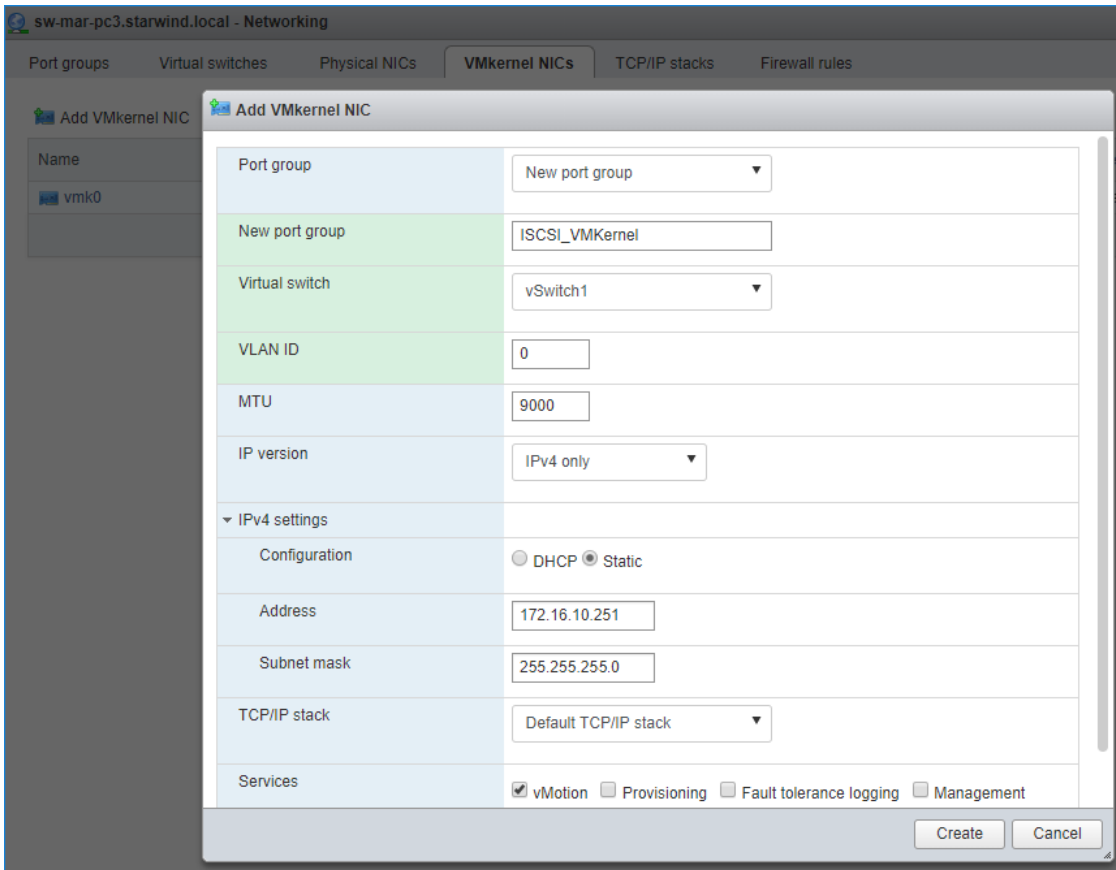 sw-mar-pc3.starwind.local - Networking
Port groups Virtual switches Physical NICs VMkernel NICs TCP/IP stacks Firewall rules
Add VMkernel NIC
Name
vmk0
Add VMkernel NIC
Port group New port group
New port group ISCSI_VMKernel
Virtual switch vSwitch1
VLAN ID 0
MTU 9000
IP version IPv4 only
IPv4 settings
Configuration DHCP Static
Address 172.16.10.251
Subnet mask 255.255.255.0
TCP/IP stack Default TCP/IP stack
Services vMotion Provisioning Fault tolerance logging Management
Create Cancel